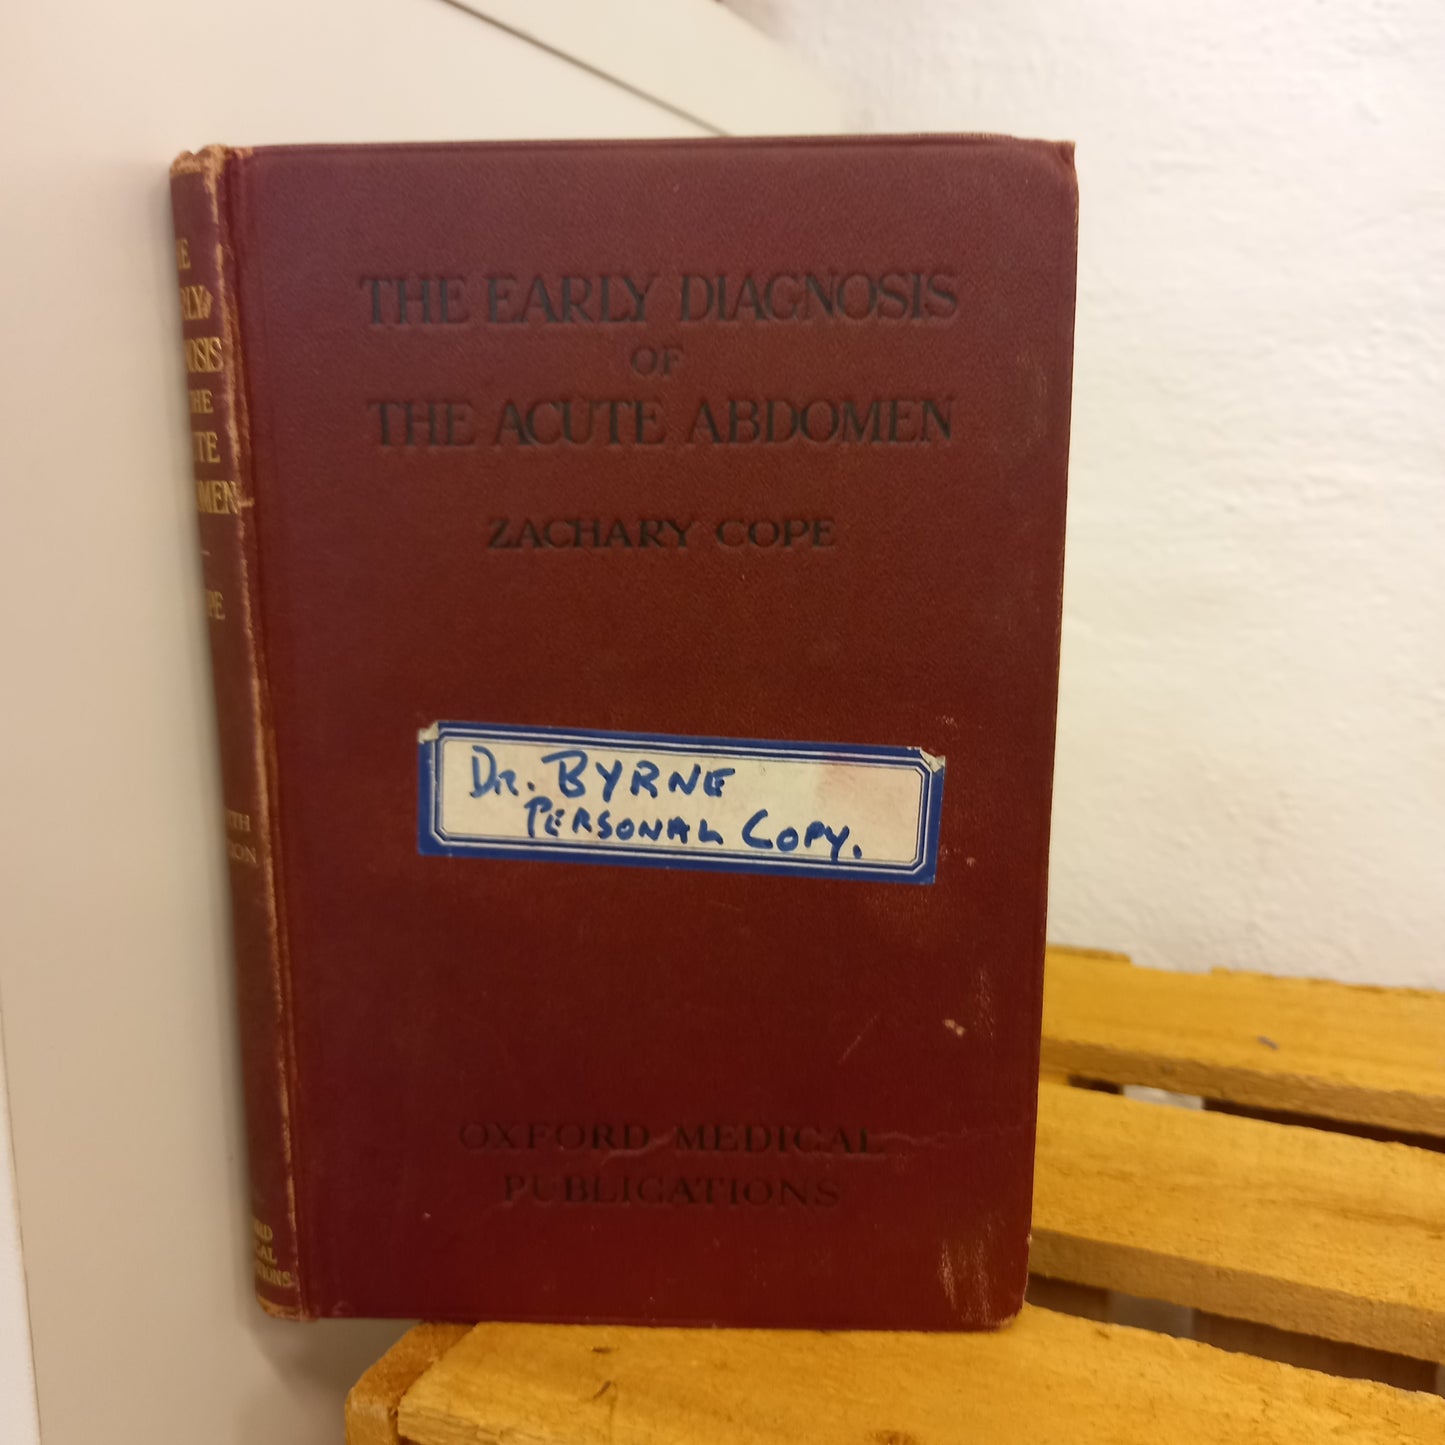 THE EARLY DIAGNOSIS
OF
THE ACUTE ABDOMEN
ZACHARY COPE
Dr. BYRNE
PERSONAL COPY.
OXFORD MEDICAL
PUBLICATIONS